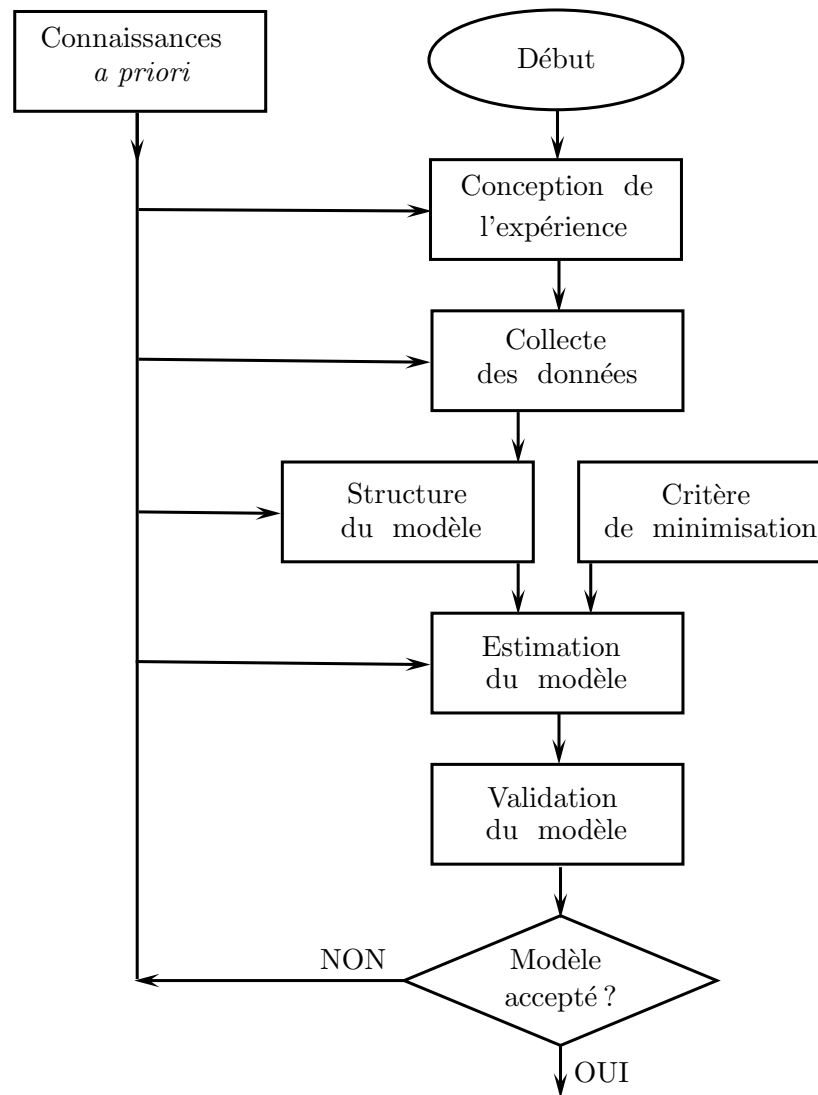 Connaissances
a priori
Début
Conception de
l'expérience
Collecte
des données
Structure
du modèle
Critère
de minimisation
Estimation
du modèle
Validation
du modèle
NON
Modèle
accepté ?
OUI